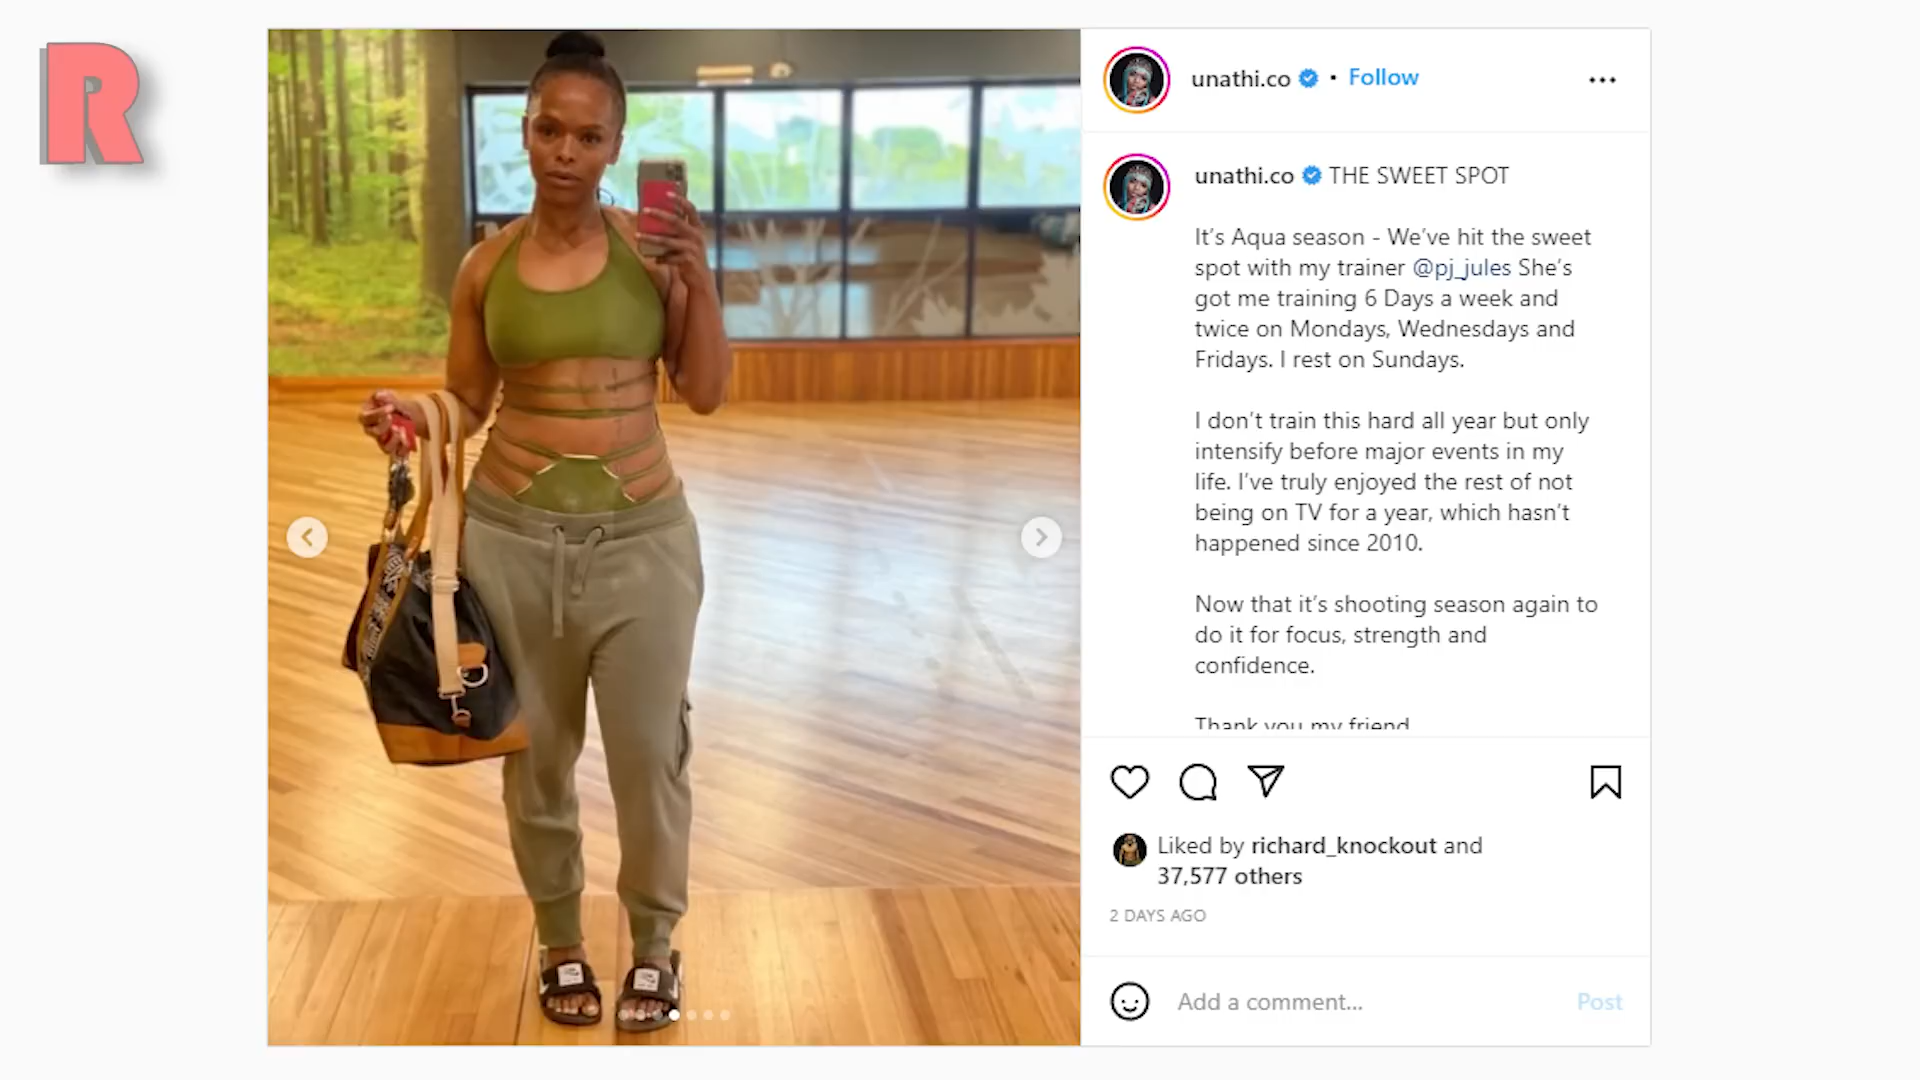 R
unathi.co • Follow
unathi.co THE SWEET SPOT
It’s Aqua season - We’ve hit the sweet
spot with my trainer @pj_jules She’s
got me training 6 Days a week and
twice on Mondays, Wednesdays and
Fridays. I rest on Sundays.
I don’t train this hard all year but only
intensify before major events in my
life. I’ve truly enjoyed the rest of not
being on TV for a year, which hasn’t
happened since 2010.
Now that it’s shooting season again to
do it for focus, strength and
confidence.
Thank you my friend
Liked by richard_knockout and
37,577 others
2 DAYS AGO
Add a comment...
Post